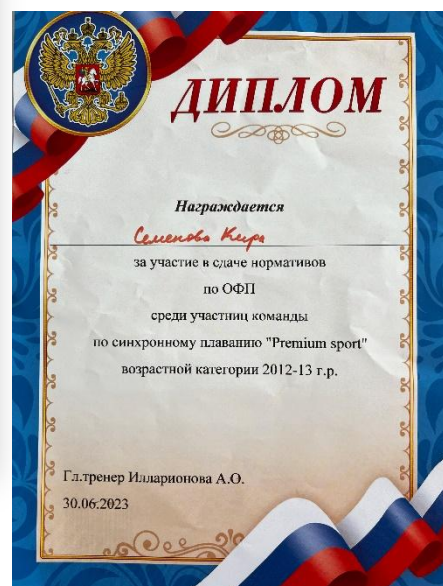 ДИПЛОМ
Награждается
Семенова Кира
за участие в сдаче нормативов
по ОФП
среди участниц команды
по синхронному плаванию "Premium sport"
возрастной категории 2012-13 г.р.
Гл.тренер Илларионова А.О.
30.06.2023